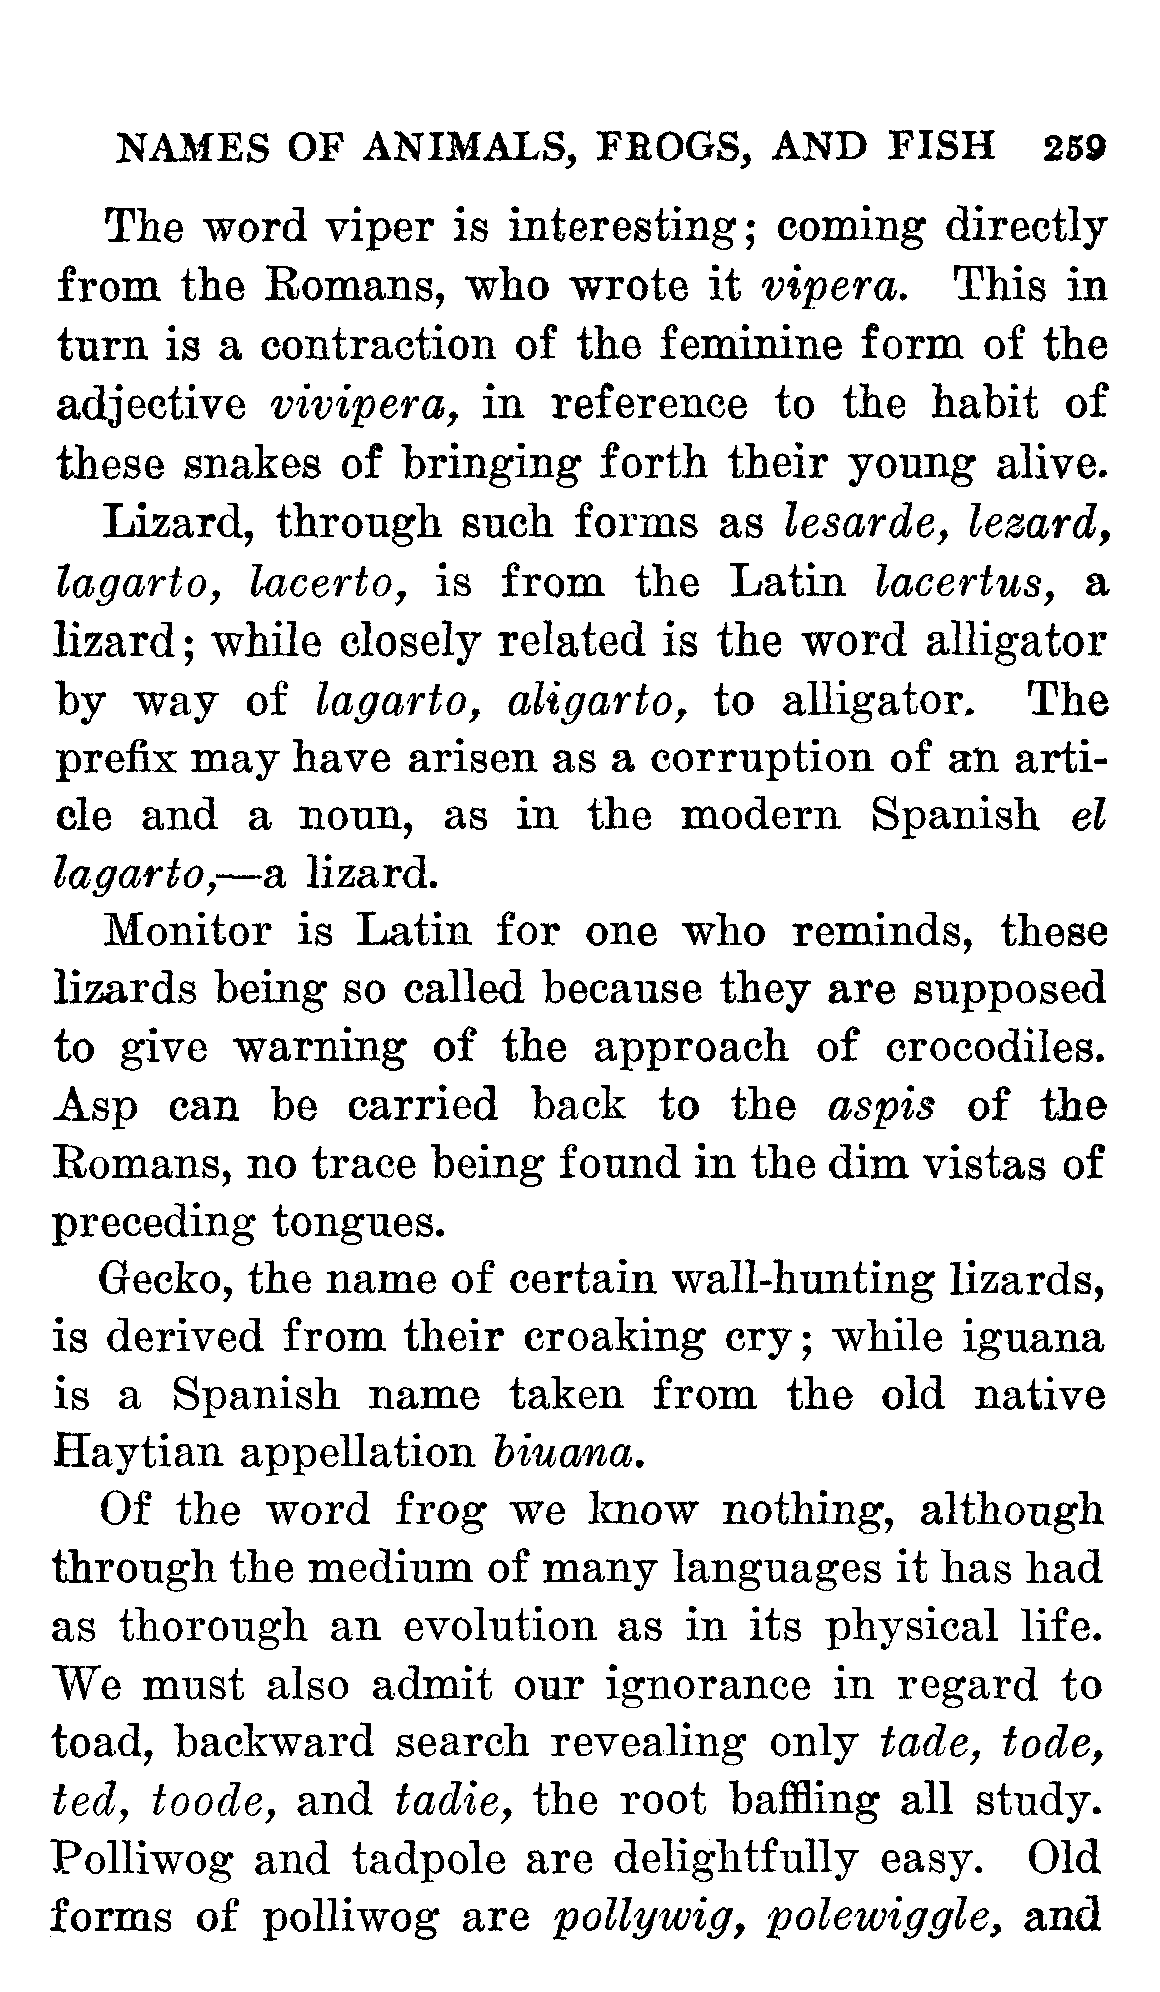 NAMES OF ANIMALS, FROGS, AND FISH 259
The word viper is interesting; coming directly
from the Romans, who wrote it vipera. This in
turn is a contraction of the feminine form of the
adjective vivipera, in reference to the habit of
these snakes of bringing forth their young alive.
Lizard, through such forms as lesarde, lezard,
lagarto, lacerto, is from the Latin lacertus, a
lizard; while closely related is the word alligator
by way of lagarto, aligarto, to alligator. The
prefix may have arisen as a corruption of an arti-
cle and a noun, as in the modern Spanish el
lagarto,—a lizard.
Monitor is Latin for one who reminds, these
lizards being so called because they are supposed
to give warning of the approach of crocodiles.
Asp can be carried back to the aspis of the
Romans, no trace being found in the dim vistas of
preceding tongues.
Gecko, the name of certain wall-hunting lizards,
is derived from their croaking cry; while iguana
is a Spanish name taken from the old native
Haytian appellation biuana.
Of the word frog we know nothing, although
through the medium of many languages it has had
as thorough an evolution as in its physical life.
We must also admit our ignorance in regard to
toad, backward search revealing only tade, tode,
ted, toode, and tadie, the root baffling all study.
Polliwog and tadpole are delightfully easy. Old
forms of polliwog are pollywig, polewiggle, and